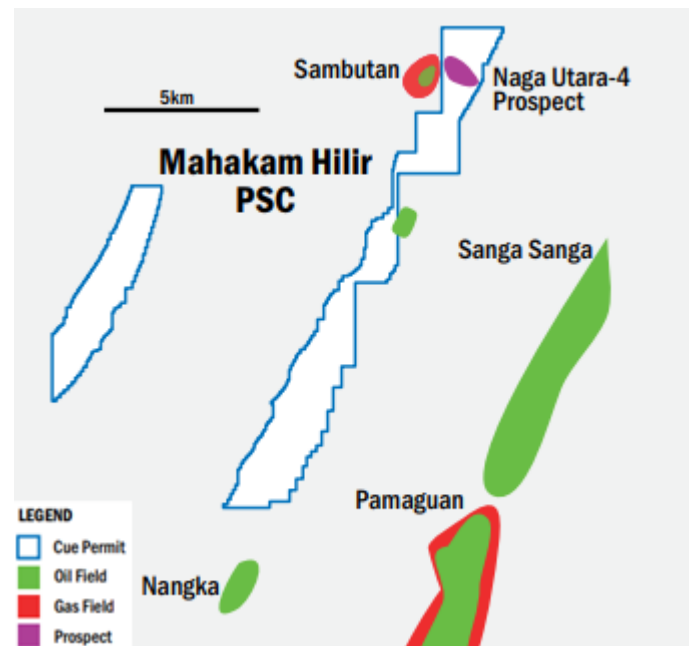 Sambutan
Naga Utara-4
Prospect
5km
Mahakam Hilir
PSC
Sanga Sanga
Pamaguan
Nangka
LEGEND
Cue Permit
Oil Field
Gas Field
Prospect